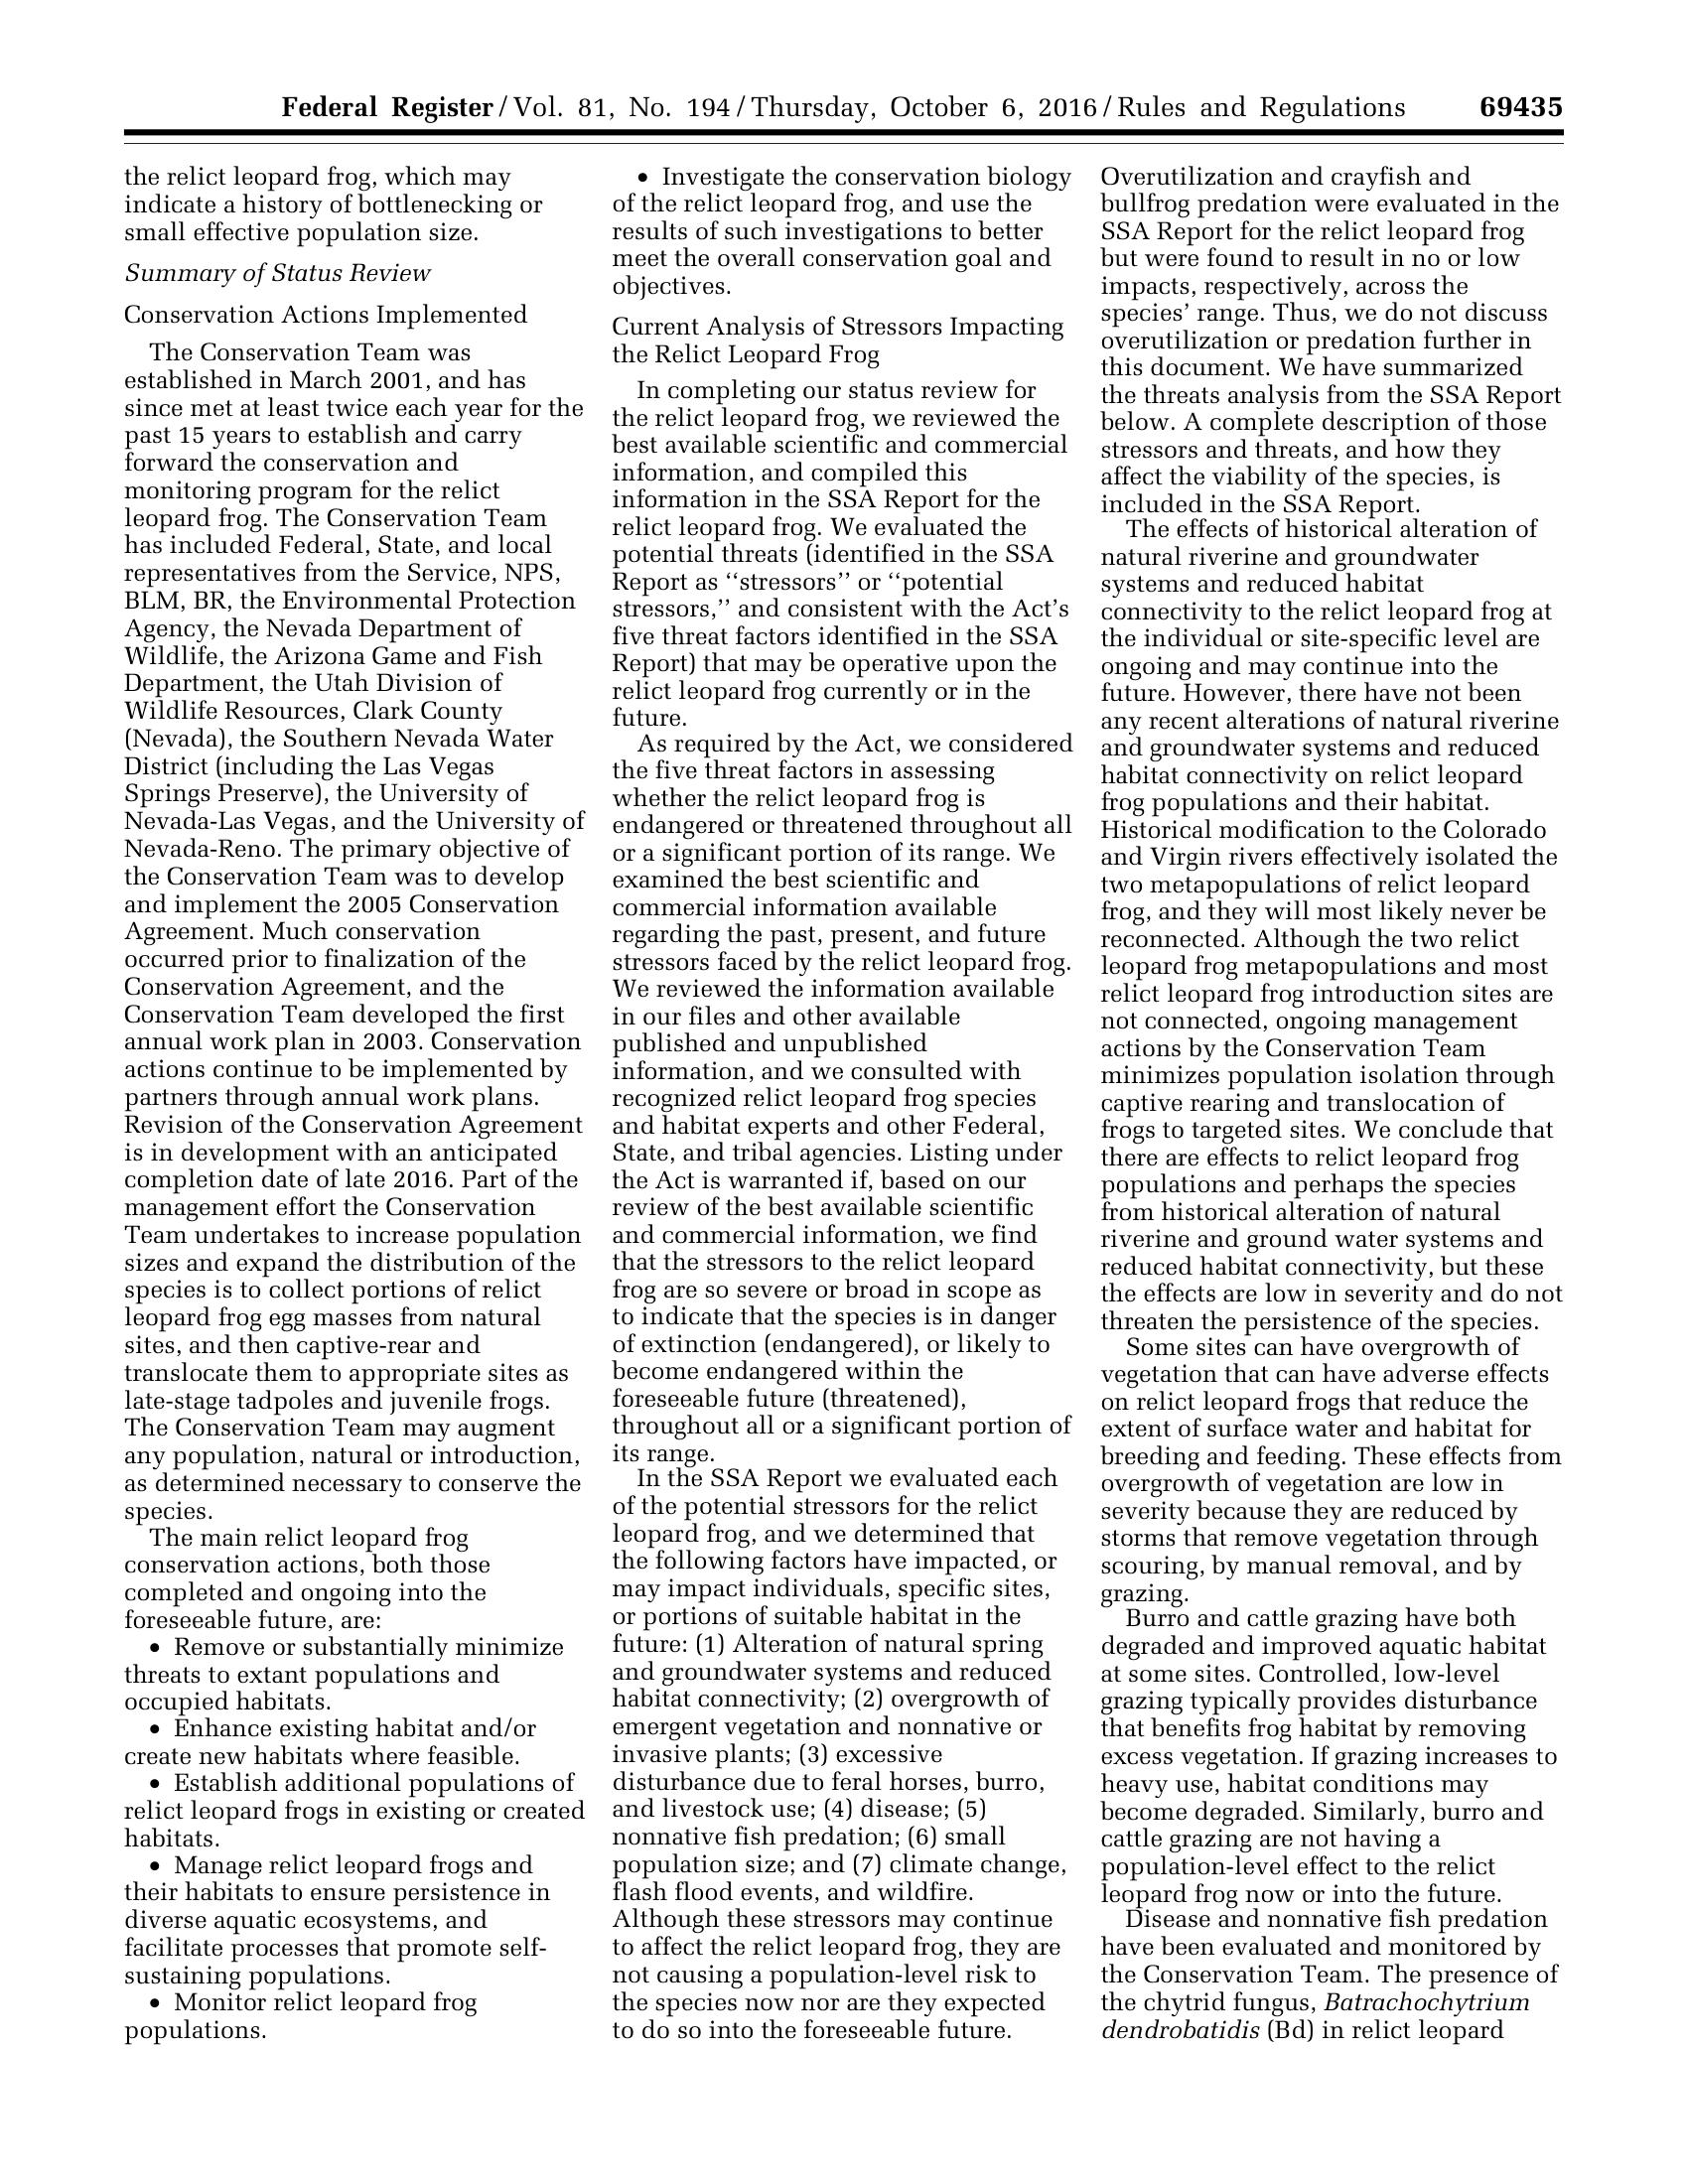 Federal Register / Vol. 81, No. 194 / Thursday, October 6, 2016 / Rules and Regulations 69435
the relict leopard frog, which may
indicate a history of bottlenecking or
small effective population size.
Summary of Status Review
Conservation Actions Implemented
The Conservation Team was
established in March 2001, and has
since met at least twice each year for the
past 15 years to establish and carry
forward the conservation and
monitoring program for the relict
leopard frog. The Conservation Team
has included Federal, State, and local
representatives from the Service, NPS,
BLM, BR, the Environmental Protection
Agency, the Nevada Department of
Wildlife, the Arizona Game and Fish
Department, the Utah Division of
Wildlife Resources, Clark County
(Nevada), the Southern Nevada Water
District (including the Las Vegas
Springs Preserve), the University of
Nevada-Las Vegas, and the University of
Nevada-Reno. The primary objective of
the Conservation Team was to develop
and implement the 2005 Conservation
Agreement. Much conservation
occurred prior to finalization of the
Conservation Agreement, and the
Conservation Team developed the first
annual work plan in 2003. Conservation
actions continue to be implemented by
partners through annual work plans.
Revision of the Conservation Agreement
is in development with an anticipated
completion date of late 2016. Part of the
management effort the Conservation
Team undertakes to increase population
sizes and expand the distribution of the
species is to collect portions of relict
leopard frog egg masses from natural
sites, and then captive-rear and
translocate them to appropriate sites as
late-stage tadpoles and juvenile frogs.
The Conservation Team may augment
any population, natural or introduction,
as determined necessary to conserve the
species.
The main relict leopard frog
conservation actions, both those
completed and ongoing into the
foreseeable future, are:
• Remove or substantially minimize
threats to extant populations and
occupied habitats.
• Enhance existing habitat and/or
create new habitats where feasible.
• Establish additional populations of
relict leopard frogs in existing or created
habitats.
• Manage relict leopard frogs and
their habitats to ensure persistence in
diverse aquatic ecosystems, and
facilitate processes that promote self-
sustaining populations.
• Monitor relict leopard frog
populations.
• Investigate the conservation biology
of the relict leopard frog, and use the
results of such investigations to better
meet the overall conservation goal and
objectives.
Current Analysis of Stressors Impacting
the Relict Leopard Frog
In completing our status review for
the relict leopard frog, we reviewed the
best available scientific and commercial
information, and compiled this
information in the SSA Report for the
relict leopard frog. We evaluated the
potential threats (identified in the SSA
Report as ‘‘stressors’’ or ‘‘potential
stressors,’’ and consistent with the Act’s
five threat factors identified in the SSA
Report) that may be operative upon the
relict leopard frog currently or in the
future.
As required by the Act, we considered
the five threat factors in assessing
whether the relict leopard frog is
endangered or threatened throughout all
or a significant portion of its range. We
examined the best scientific and
commercial information available
regarding the past, present, and future
stressors faced by the relict leopard frog.
We reviewed the information available
in our files and other available
published and unpublished
information, and we consulted with
recognized relict leopard frog species
and habitat experts and other Federal,
State, and tribal agencies. Listing under
the Act is warranted if, based on our
review of the best available scientific
and commercial information, we find
that the stressors to the relict leopard
frog are so severe or broad in scope as
to indicate that the species is in danger
of extinction (endangered), or likely to
become endangered within the
foreseeable future (threatened),
throughout all or a significant portion of
its range.
In the SSA Report we evaluated each
of the potential stressors for the relict
leopard frog, and we determined that
the following factors have impacted, or
may impact individuals, specific sites,
or portions of suitable habitat in the
future: (1) Alteration of natural spring
and groundwater systems and reduced
habitat connectivity; (2) overgrowth of
emergent vegetation and nonnative or
invasive plants; (3) excessive
disturbance due to feral horses, burro,
and livestock use; (4) disease; (5)
nonnative fish predation; (6) small
population size; and (7) climate change,
flash flood events, and wildfire.
Although these stressors may continue
to affect the relict leopard frog, they are
not causing a population-level risk to
the species now nor are they expected
to do so into the foreseeable future.
Overutilization and crayfish and
bullfrog predation were evaluated in the
SSA Report for the relict leopard frog
but were found to result in no or low
impacts, respectively, across the
species’ range. Thus, we do not discuss
overutilization or predation further in
this document. We have summarized
the threats analysis from the SSA Report
below. A complete description of those
stressors and threats, and how they
affect the viability of the species, is
included in the SSA Report.
The effects of historical alteration of
natural riverine and groundwater
systems and reduced habitat
connectivity to the relict leopard frog at
the individual or site-specific level are
ongoing and may continue into the
future. However, there have not been
any recent alterations of natural riverine
and groundwater systems and reduced
habitat connectivity on relict leopard
frog populations and their habitat.
Historical modification to the Colorado
and Virgin rivers effectively isolated the
two metapopulations of relict leopard
frog, and they will most likely never be
reconnected. Although the two relict
leopard frog metapopulations and most
relict leopard frog introduction sites are
not connected, ongoing management
actions by the Conservation Team
minimizes population isolation through
captive rearing and translocation of
frogs to targeted sites. We conclude that
there are effects to relict leopard frog
populations and perhaps the species
from historical alteration of natural
riverine and ground water systems and
reduced habitat connectivity, but these
the effects are low in severity and do not
threaten the persistence of the species.
Some sites can have overgrowth of
vegetation that can have adverse effects
on relict leopard frogs that reduce the
extent of surface water and habitat for
breeding and feeding. These effects from
overgrowth of vegetation are low in
severity because they are reduced by
storms that remove vegetation through
scouring, by manual removal, and by
grazing.
Burro and cattle grazing have both
degraded and improved aquatic habitat
at some sites. Controlled, low-level
grazing typically provides disturbance
that benefits frog habitat by removing
excess vegetation. If grazing increases to
heavy use, habitat conditions may
become degraded. Similarly, burro and
cattle grazing are not having a
population-level effect to the relict
leopard frog now or into the future.
Disease and nonnative fish predation
have been evaluated and monitored by
the Conservation Team. The presence of
the chytrid fungus, Batrachochytrium
dendrobatidis (Bd) in relict leopard